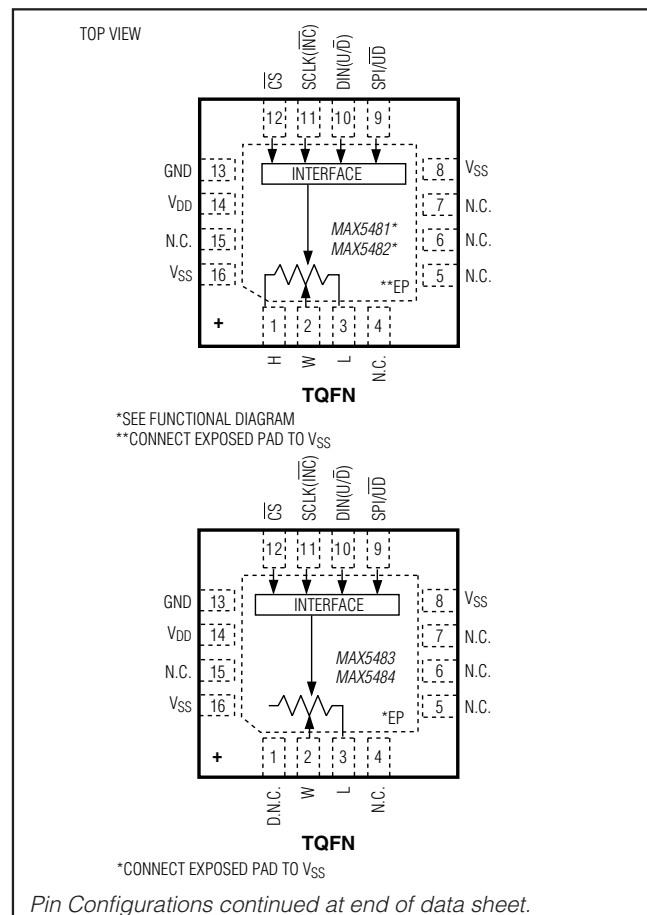 TOP VIEW
CS SCLK(INC) DIN(U/D) SPI/UD
12 11 10 9
INTERFACE
GND 13
VDD 14
N.C. 15
VSS 16
8 VSS
7 N.C.
6 N.C.
5 N.C.
MAX5481*
MAX5482*
**EP
+
1 2 3 4
H W L N.C.
TQFN
*SEE FUNCTIONAL DIAGRAM
**CONNECT EXPOSED PAD TO VSS
CS SCLK(INC) DIN(U/D) SPI/UD
12 11 10 9
INTERFACE
GND 13
VDD 14
N.C. 15
VSS 16
8 VSS
7 N.C.
6 N.C.
5 N.C.
MAX5483
MAX5484
*EP
+
1 2 3 4
D.N.C. W L N.C.
TQFN
*CONNECT EXPOSED PAD TO VSS
Pin Configurations continued at end of data sheet.